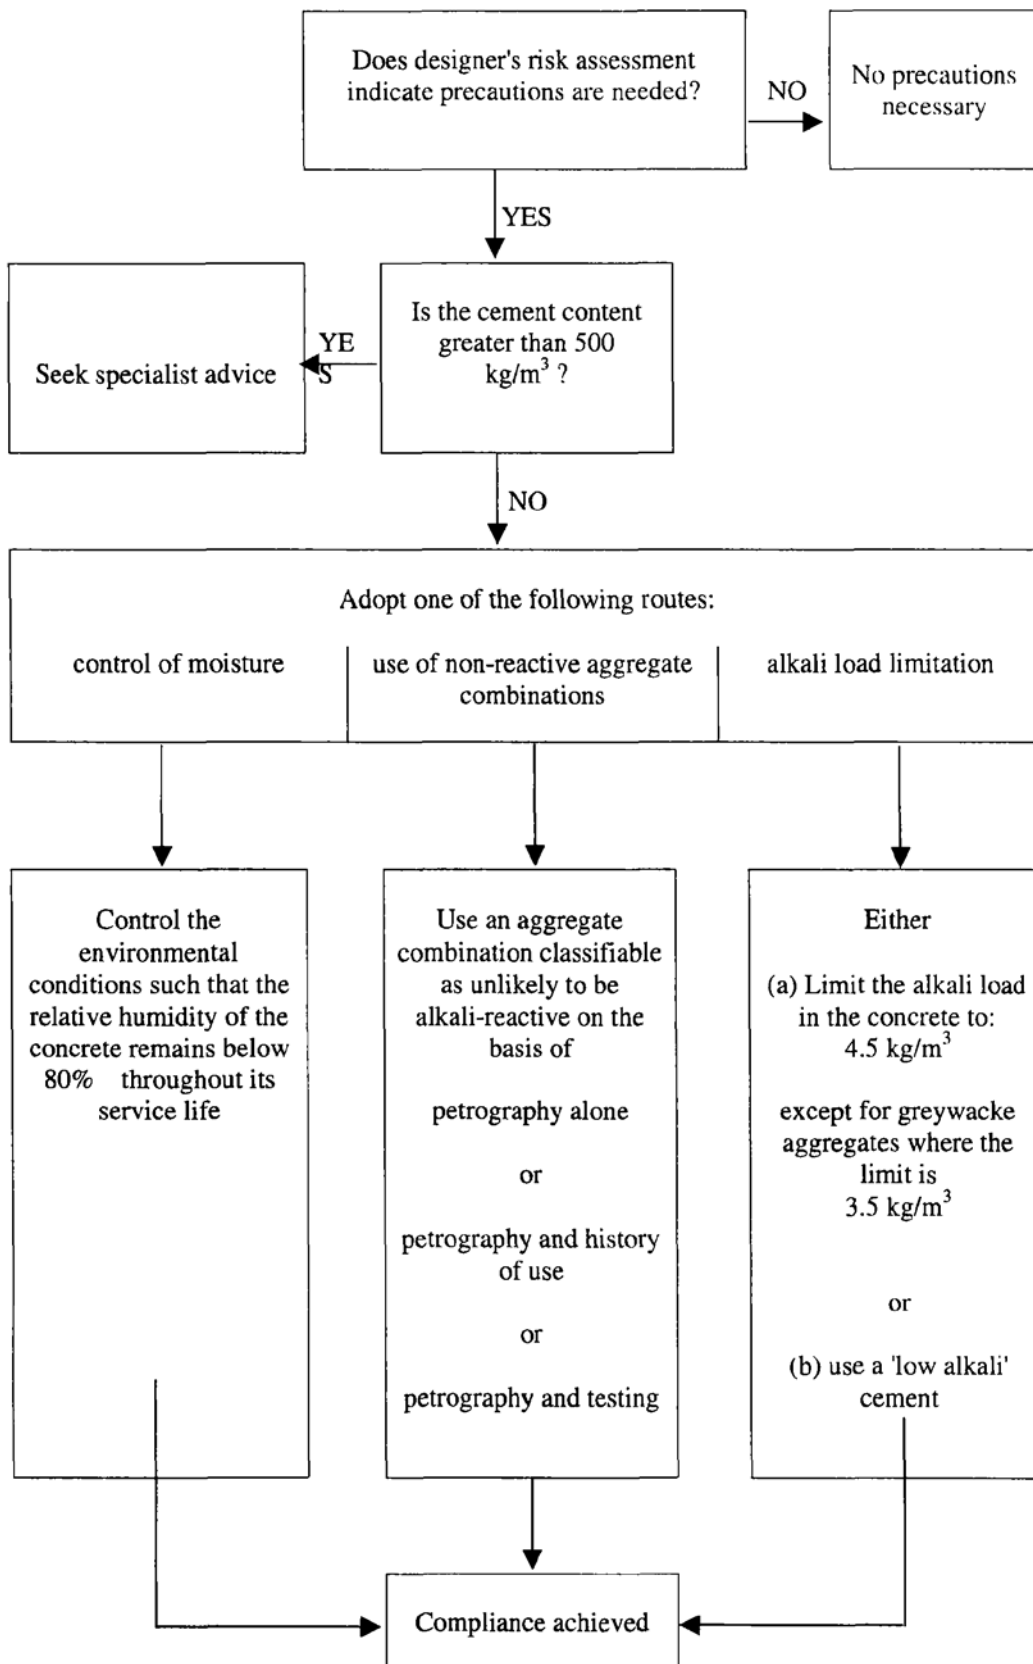 Does designer's risk assessment
indicate precautions are needed?
NO
No precautions
necessary
YES
Seek specialist advice
YE
S
Is the cement content
greater than 500
kg/m³ ?
NO
Adopt one of the following routes:
control of moisture
use of non-reactive aggregate
combinations
alkali load limitation
Control the
environmental
conditions such that the
relative humidity of the
concrete remains below
80% throughout its
service life
Use an aggregate
combination classifiable
as unlikely to be
alkali-reactive on the
basis of
petrography alone
or
petrography and history
of use
or
petrography and testing
Either
(a) Limit the alkali load
in the concrete to:
4.5 kg/m³
except for greywacke
aggregates where the
limit is
3.5 kg/m³
or
(b) use a 'low alkali'
cement
Compliance achieved